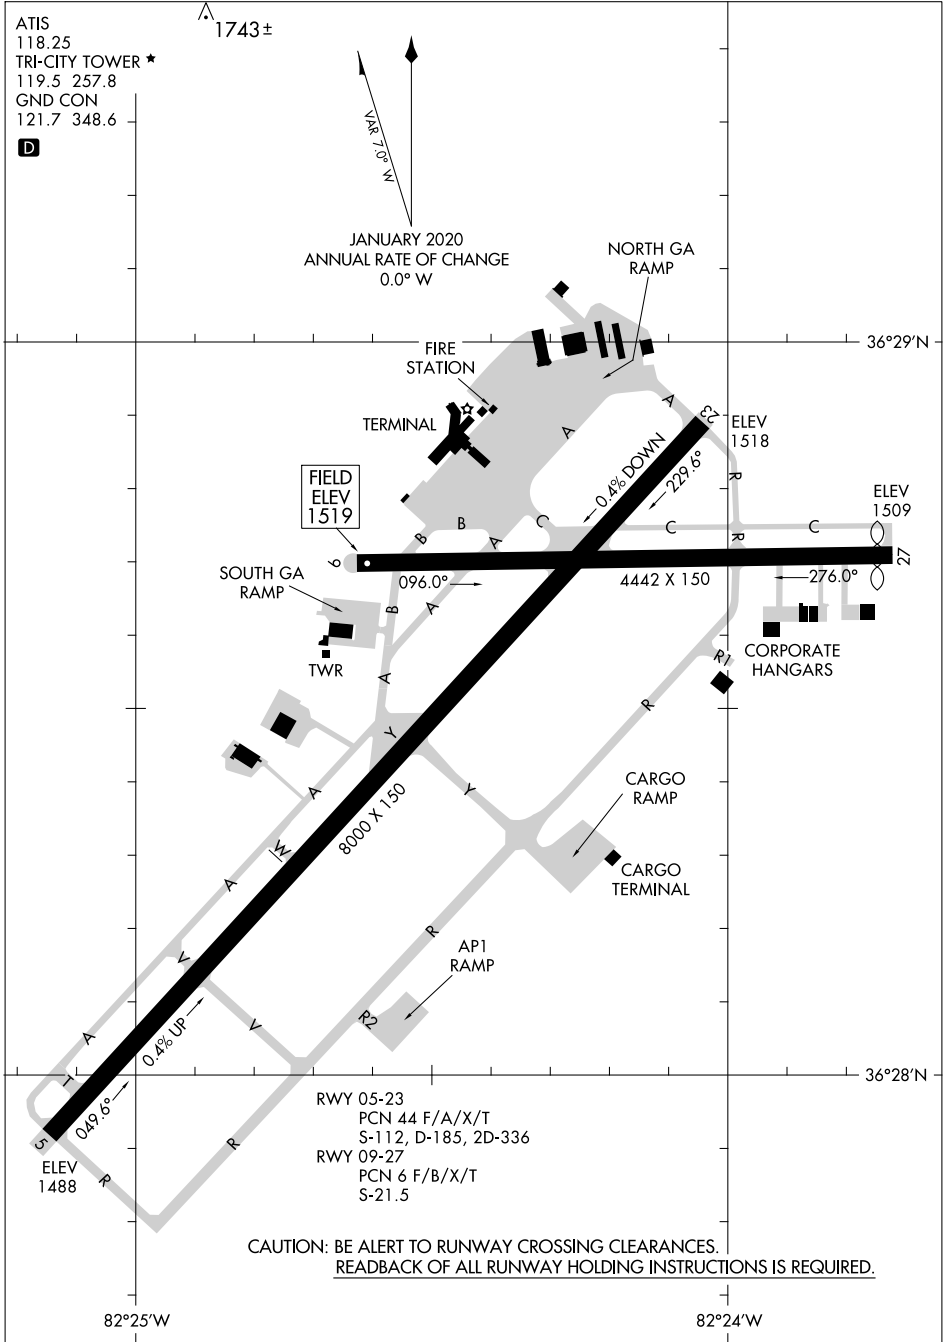 ATIS
118.25
TRI-CITY TOWER ★
119.5 257.8
GND CON
121.7 348.6
D
1743±
VAR 7.0° W
JANUARY 2020
ANNUAL RATE OF CHANGE
0.0° W
NORTH GA
RAMP
36°29'N
FIRE
STATION
TERMINAL
A
23
ELEV
1518
A
0.4% DOWN
229.6°
R
FIELD
ELEV
1519
ELEV
1509
B
B
C
A
C
C
R
9
27
096.0°
4442 X 150
276.0°
SOUTH GA
RAMP
B
A
TWR
CORPORATE
HANGARS
R1
A
R
Y
Y
A
8000 X 150
CARGO
RAMP
W
A
CARGO
TERMINAL
R
V
AP1
RAMP
R2
V
A
0.4% UP
T
049.6°
36°28'N
5
R
R
ELEV
1488
RWY 05-23
PCN 44 F/A/X/T
S-112, D-185, 2D-336
RWY 09-27
PCN 6 F/B/X/T
S-21.5
CAUTION: BE ALERT TO RUNWAY CROSSING CLEARANCES.
READBACK OF ALL RUNWAY HOLDING INSTRUCTIONS IS REQUIRED.
82°25'W
82°24'W